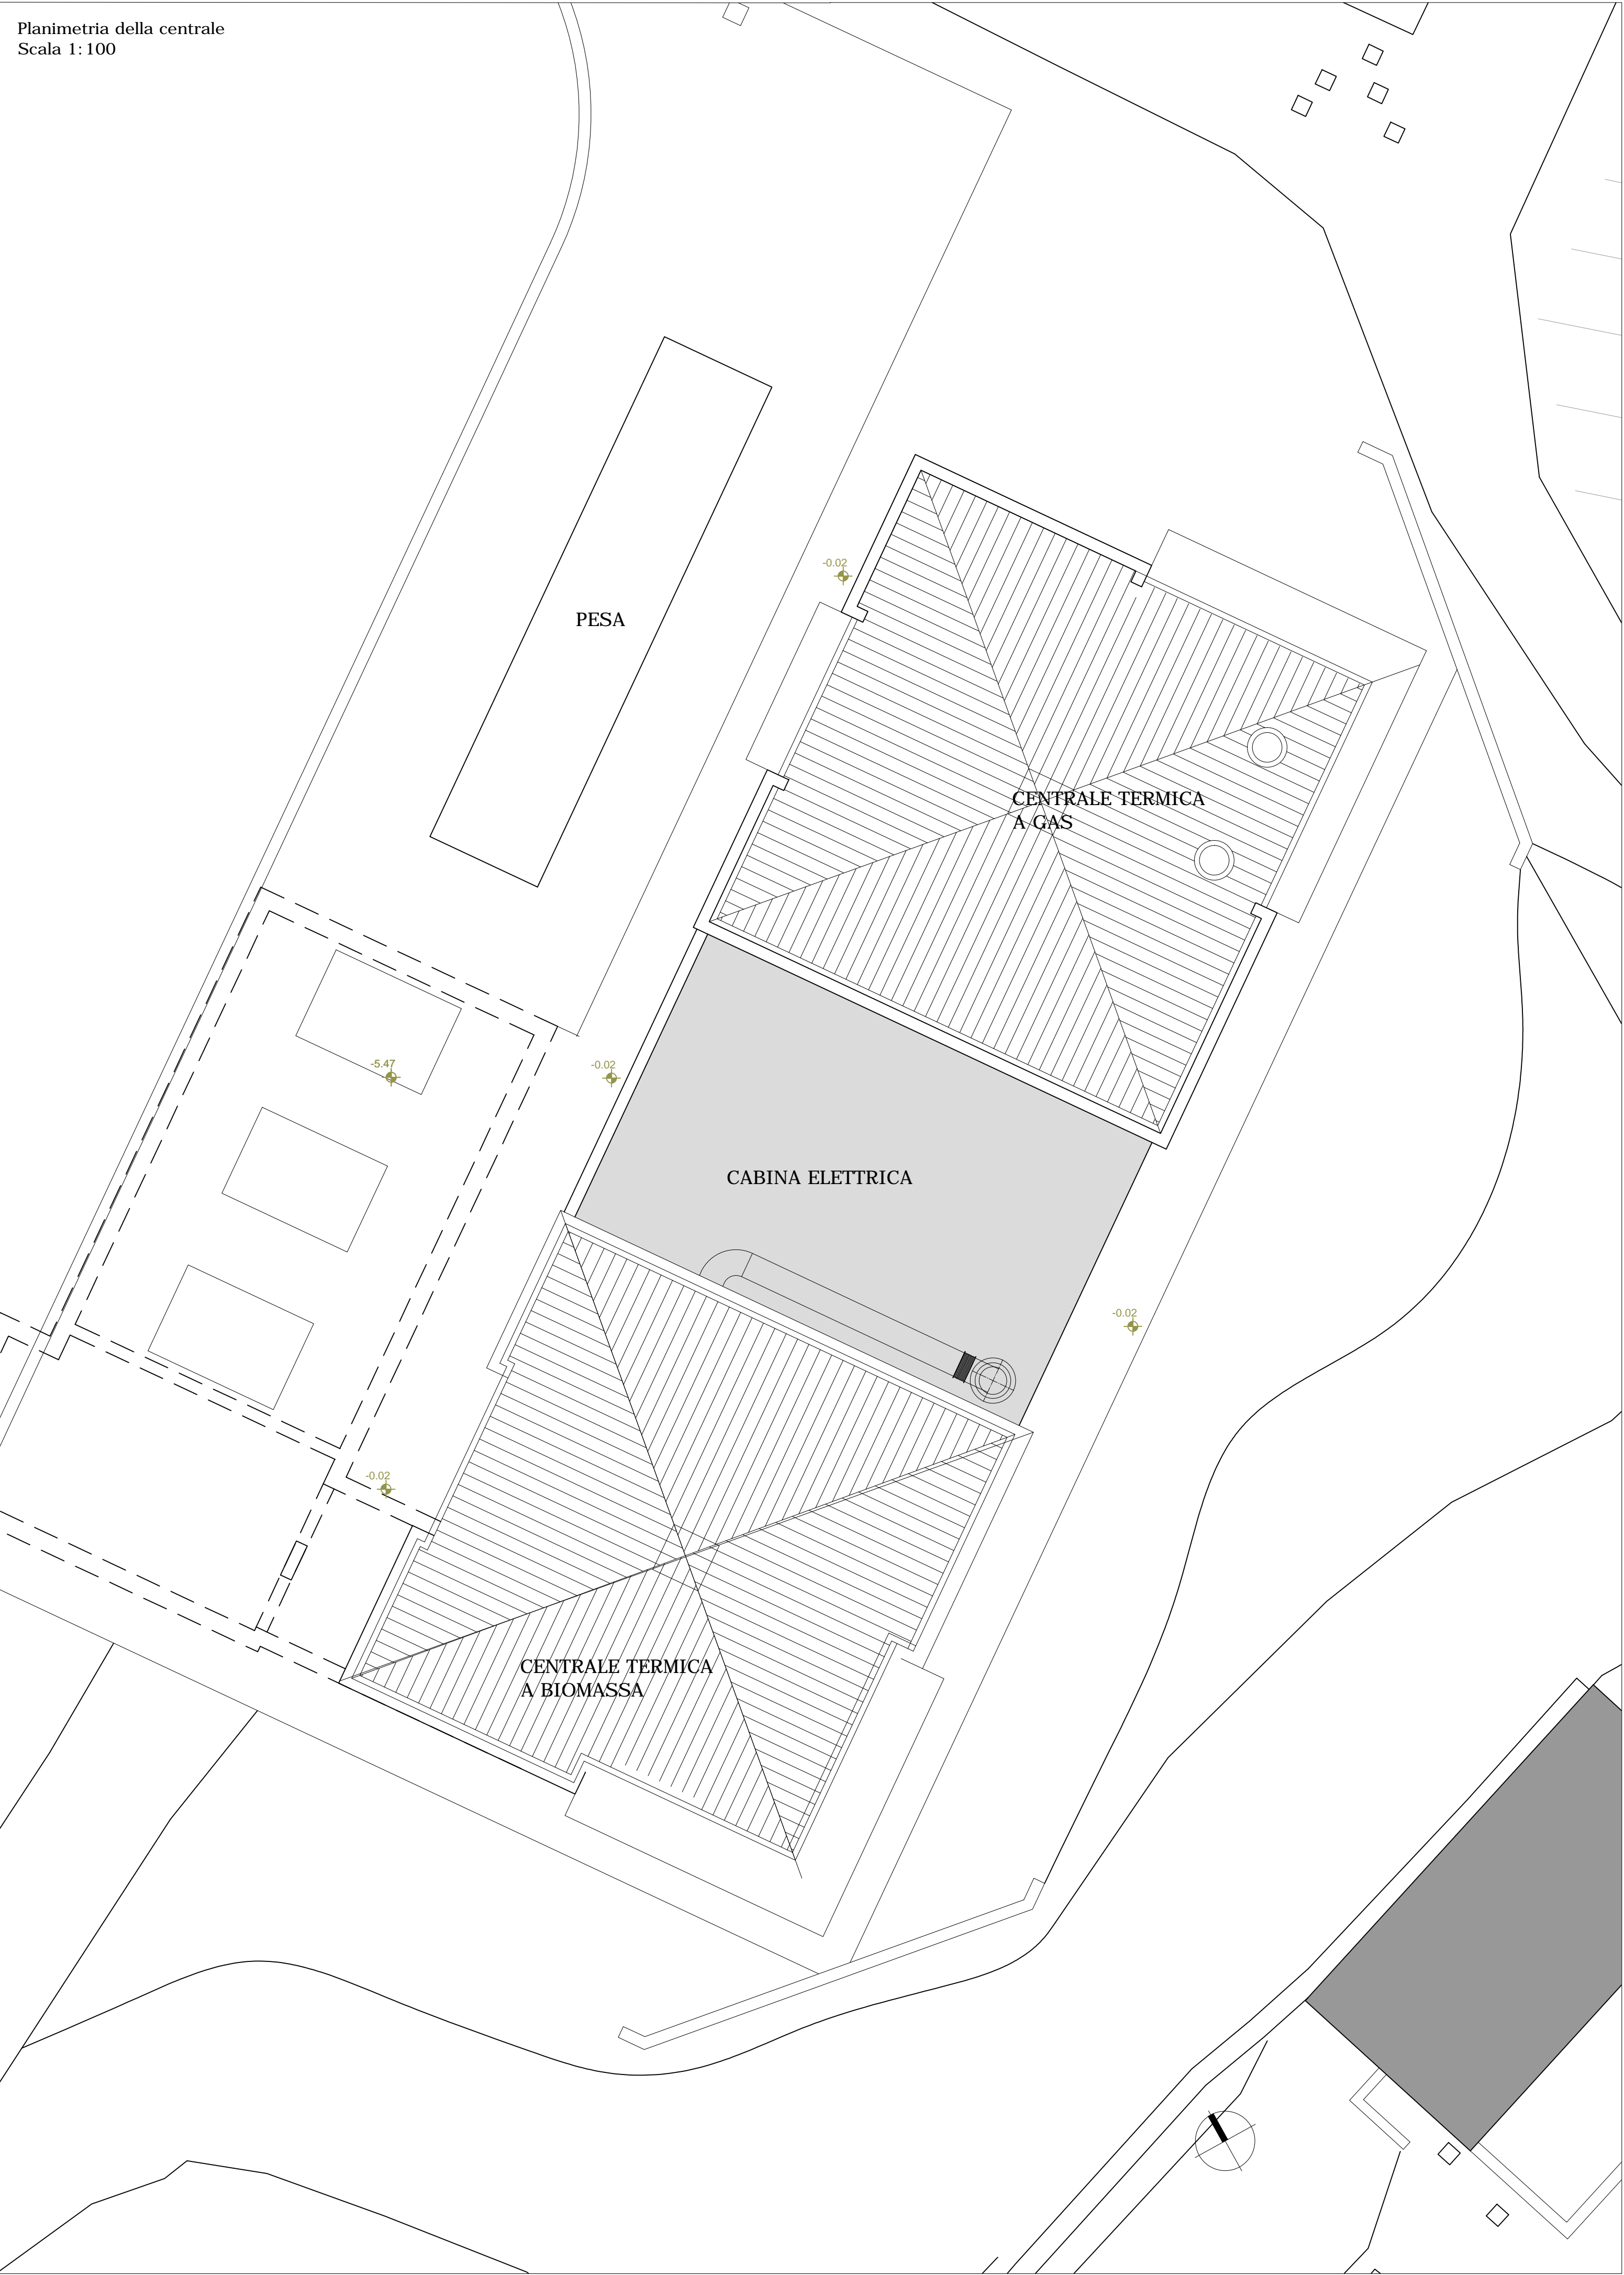 Planimetria della centrale
Scala 1:100
-0.02
PESA
CENTRALE TERMICA
A GAS
-5.47
-0.02
CABINA ELETTRICA
-0.02
-0.02
CENTRALE TERMICA
A BIOMASSA